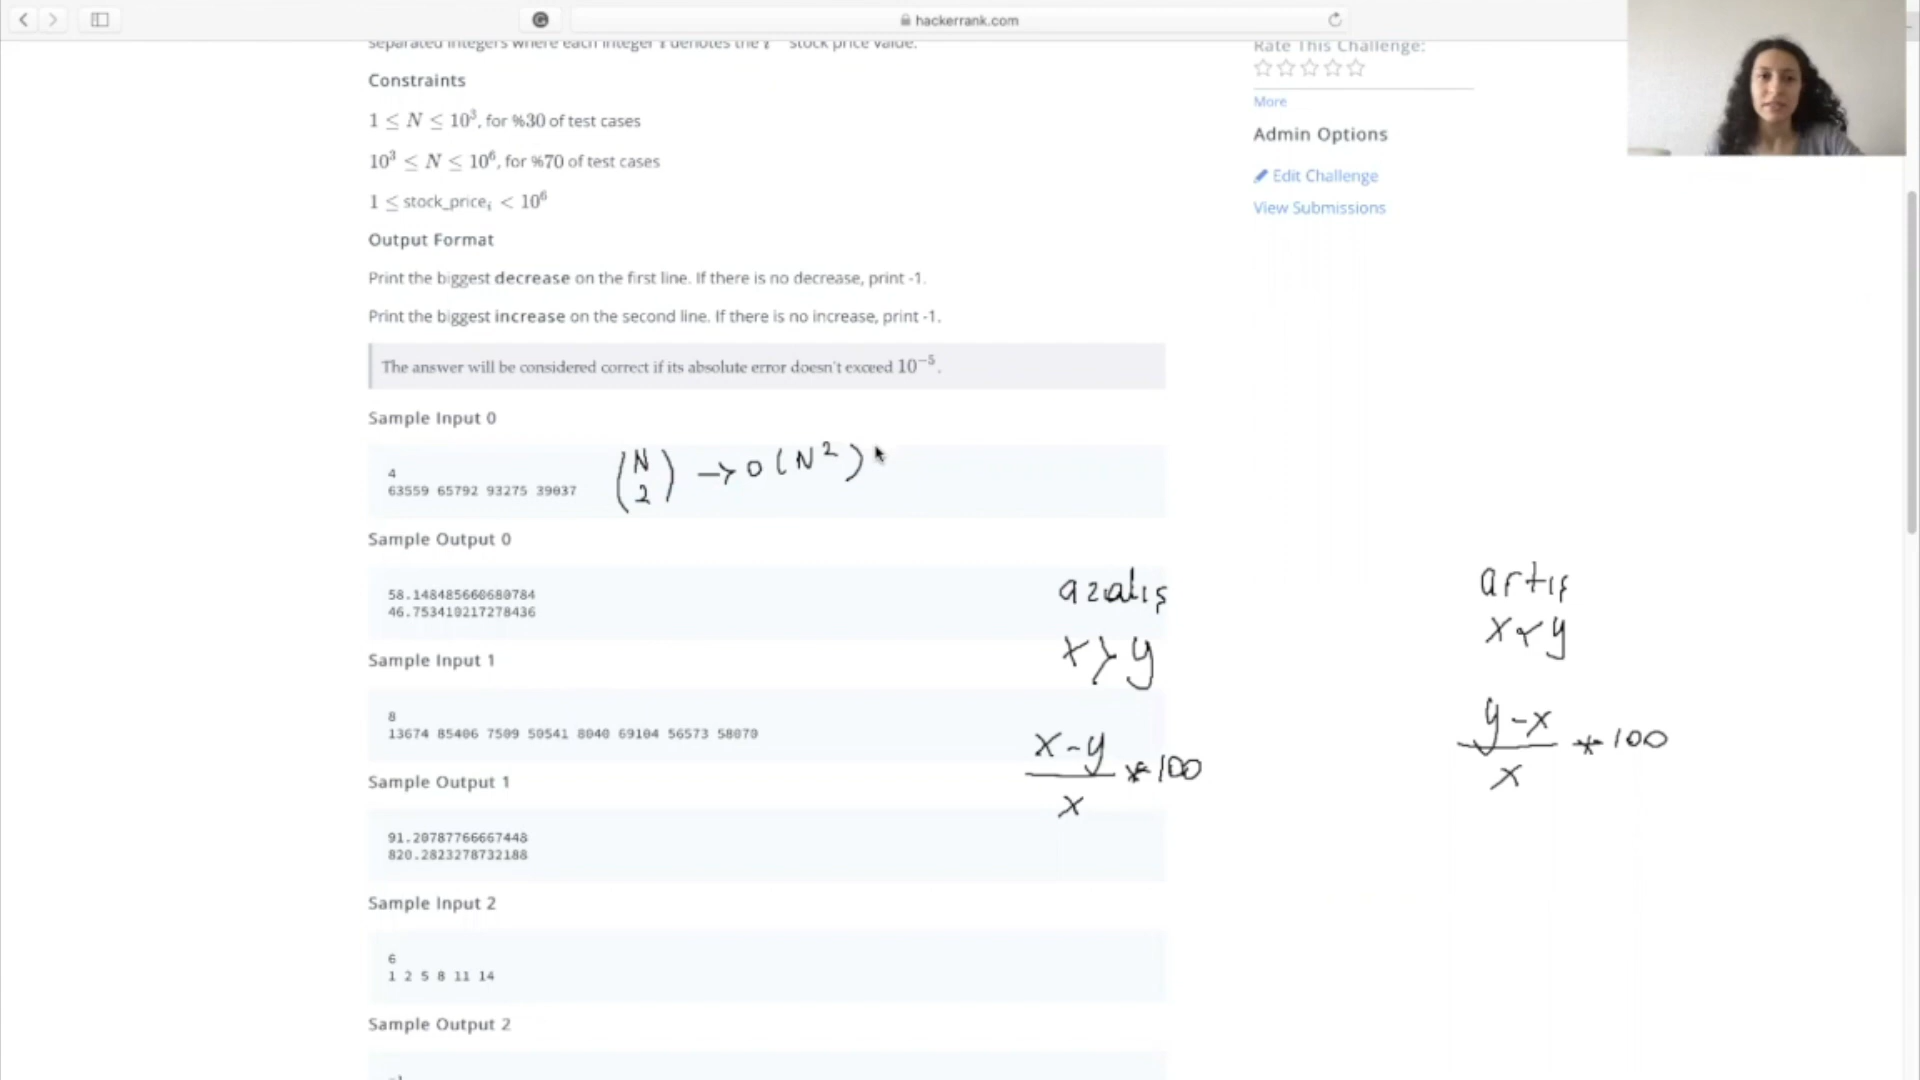 hackerrank.com
separated integers where each integer i denotes the i stock price value.
Constraints
1 ≤ N ≤ 10³, for %30 of test cases
10³ ≤ N ≤ 10⁶, for %70 of test cases
1 ≤ stock_priceᵢ < 10⁶
Output Format
Print the biggest decrease on the first line. If there is no decrease, print -1.
Print the biggest increase on the second line. If there is no increase, print -1.
The answer will be considered correct if its absolute error doesn't exceed 10⁻⁵.
Sample Input 0
4
63559 65792 93275 39037
(N 2) → O(N²)
Sample Output 0
58.148485660680784
46.753410217278436
Sample Input 1
8
13674 85406 7509 50541 8040 69104 56573 58070
Sample Output 1
91.20787766667448
820.2823278732188
Sample Input 2
6
1 2 5 8 11 14
Sample Output 2
azalış
x > y
x - y
x
* 100
artış
x < y
y - x
x
* 100
Rate This Challenge:
More
Admin Options
Edit Challenge
View Submissions